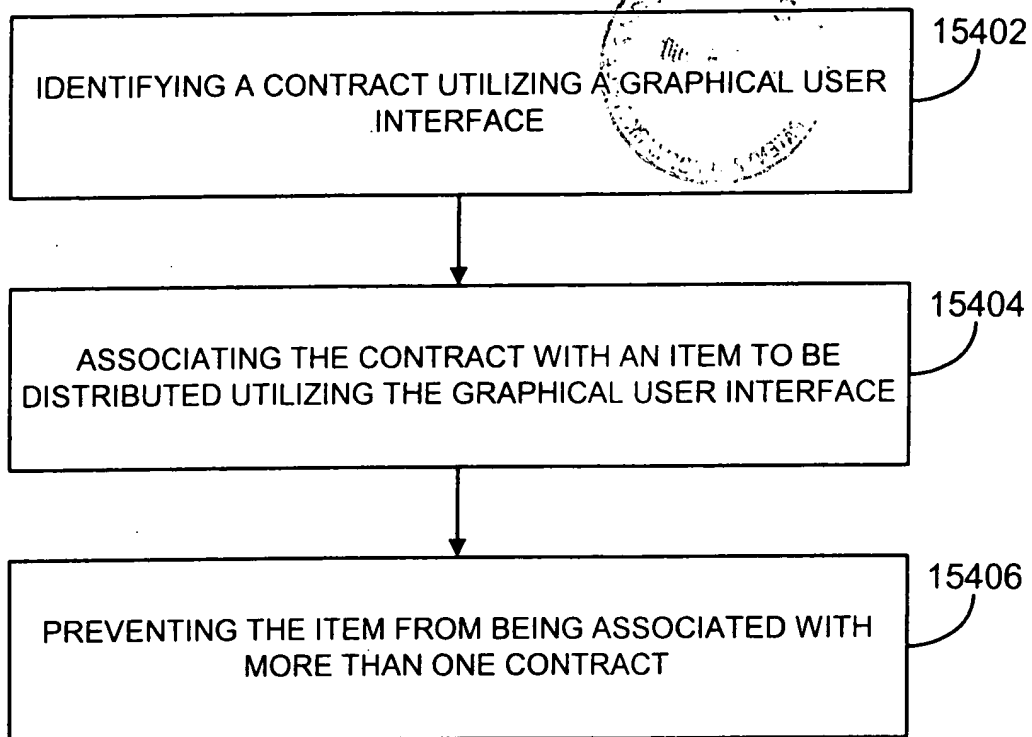 15402
IDENTIFYING A CONTRACT UTILIZING A GRAPHICAL USER
INTERFACE
15404
ASSOCIATING THE CONTRACT WITH AN ITEM TO BE
DISTRIBUTED UTILIZING THE GRAPHICAL USER INTERFACE
15406
PREVENTING THE ITEM FROM BEING ASSOCIATED WITH
MORE THAN ONE CONTRACT